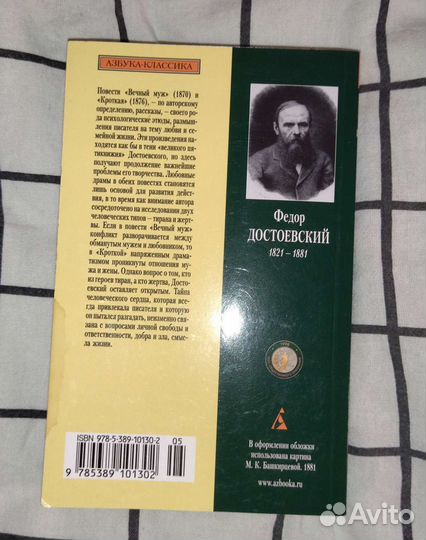 АЗБУКА-КЛАССИКА
Повести «Вечный муж» (1870) и
«Кроткая» (1876), – по авторскому
определению, рассказы, – своего ро-
да психологические этюды, размыш-
ления писателя на тему любви и се-
мейной жизни. Эти произведения на-
ходятся как бы в тени «великого пя-
тикнижия» Достоевского, но здесь
получают продолжение важнейшие
проблемы его творчества. Любовные
драмы в обеих повестях становятся
лишь основой для развития дейст-
вия, в то время как внимание автора
сосредоточено на исследовании двух
человеческих типов – тирана и жерт-
вы. Если в повести «Вечный муж»
конфликт разворачивается между
обманутым мужем и любовником, то
в «Кроткой» напряженным драма-
тизмом проникнуты отношения му-
жа и жены. Однако вопрос о том, кто
из героев тиран, а кто жертва, Досто-
евский оставляет открытым. Тайна
человеческого сердца, которая все-
гда привлекала писателя и которую
он пытался разгадать, неизменно свя-
зана с вопросами личной свободы и
ответственности, добра и зла, смыс-
ла жизни.
ISBN 978-5-389-10130-2
05
9 785389 101302
Федор
ДОСТОЕВСКИЙ
1821 – 1881
В оформлении обложки
использована картина
М. К. Башкирцевой. 1881
www.azbooka.ru
Avito